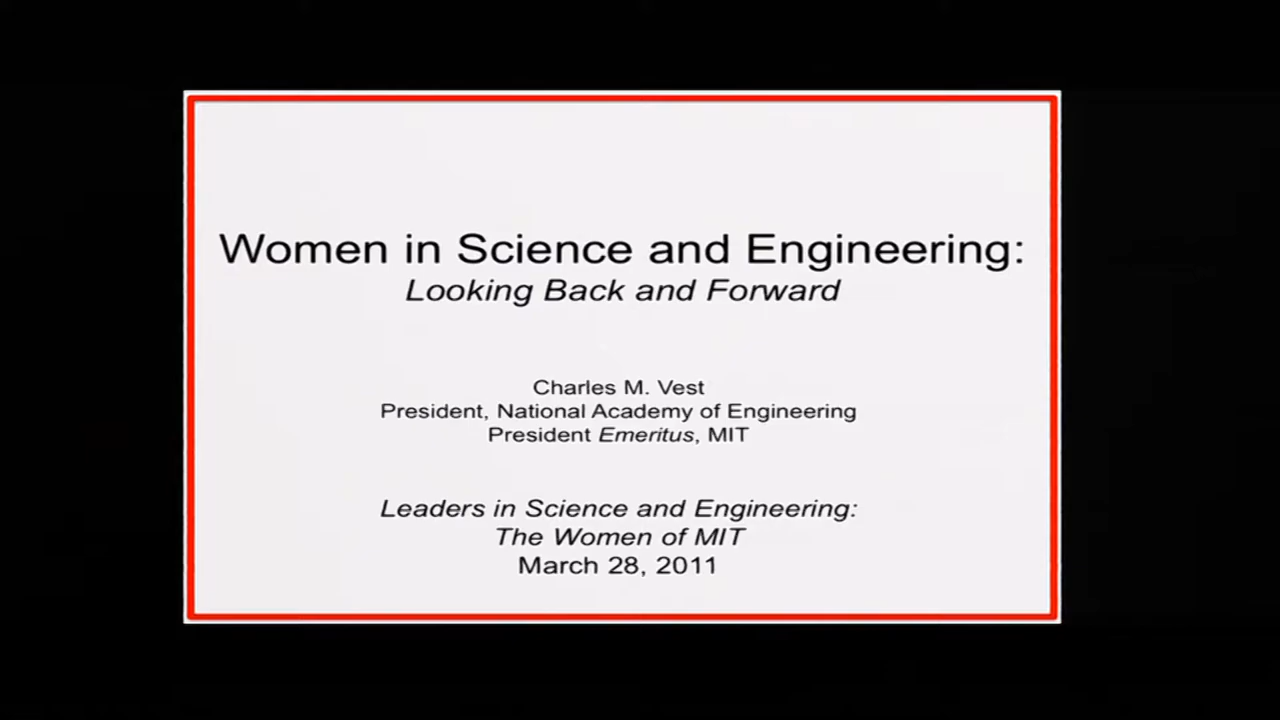 Women in Science and Engineering:
Looking Back and Forward
Charles M. Vest
President, National Academy of Engineering
President Emeritus, MIT
Leaders in Science and Engineering:
The Women of MIT
March 28, 2011